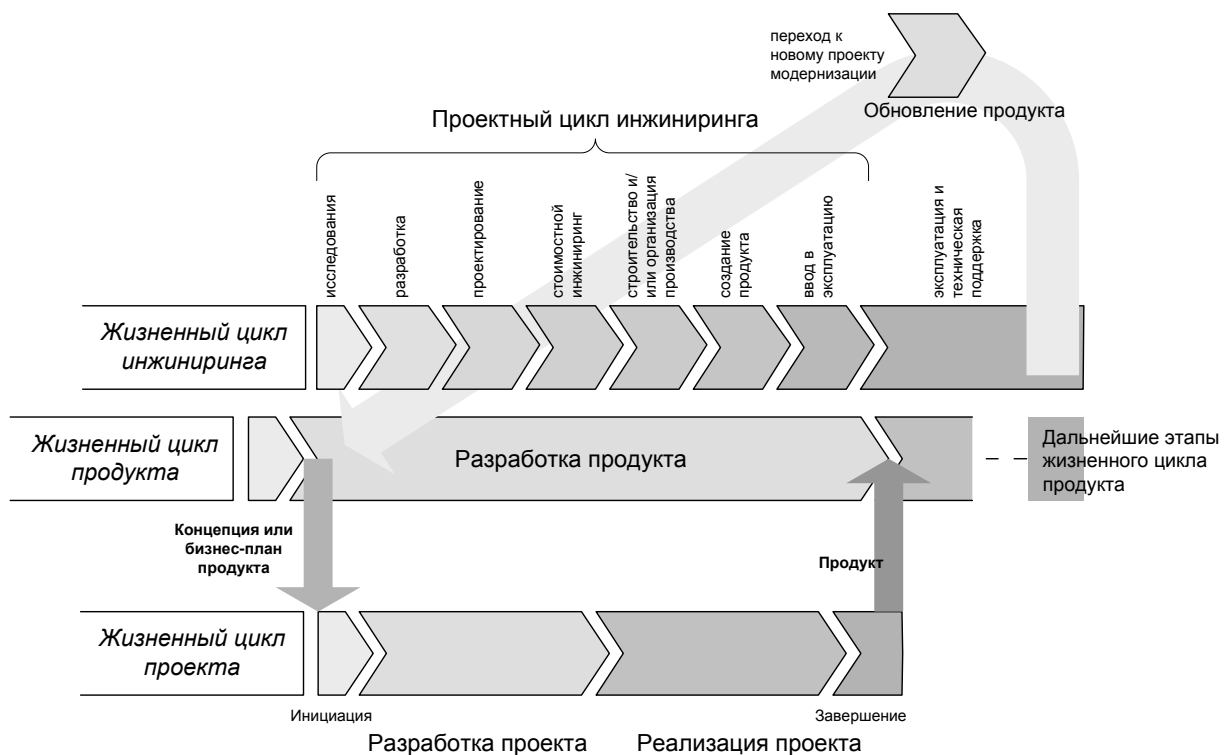 переход к
новому проекту
модернизации
Обновление продукта
Проектный цикл инжиниринга
исследования
разработка
проектирование
стоимостной
инжиниринг
строительство и/
или организация
производства
создание
продукта
ввод в
эксплуатацию
эксплуатация и
техническая
поддержка
Жизненный цикл
инжиниринга
Жизненный цикл
продукта
Разработка продукта
Дальнейшие этапы
жизненного цикла
продукта
Концепция или
бизнес-план
продукта
Продукт
Жизненный цикл
проекта
Инициация
Завершение
Разработка проекта
Реализация проекта